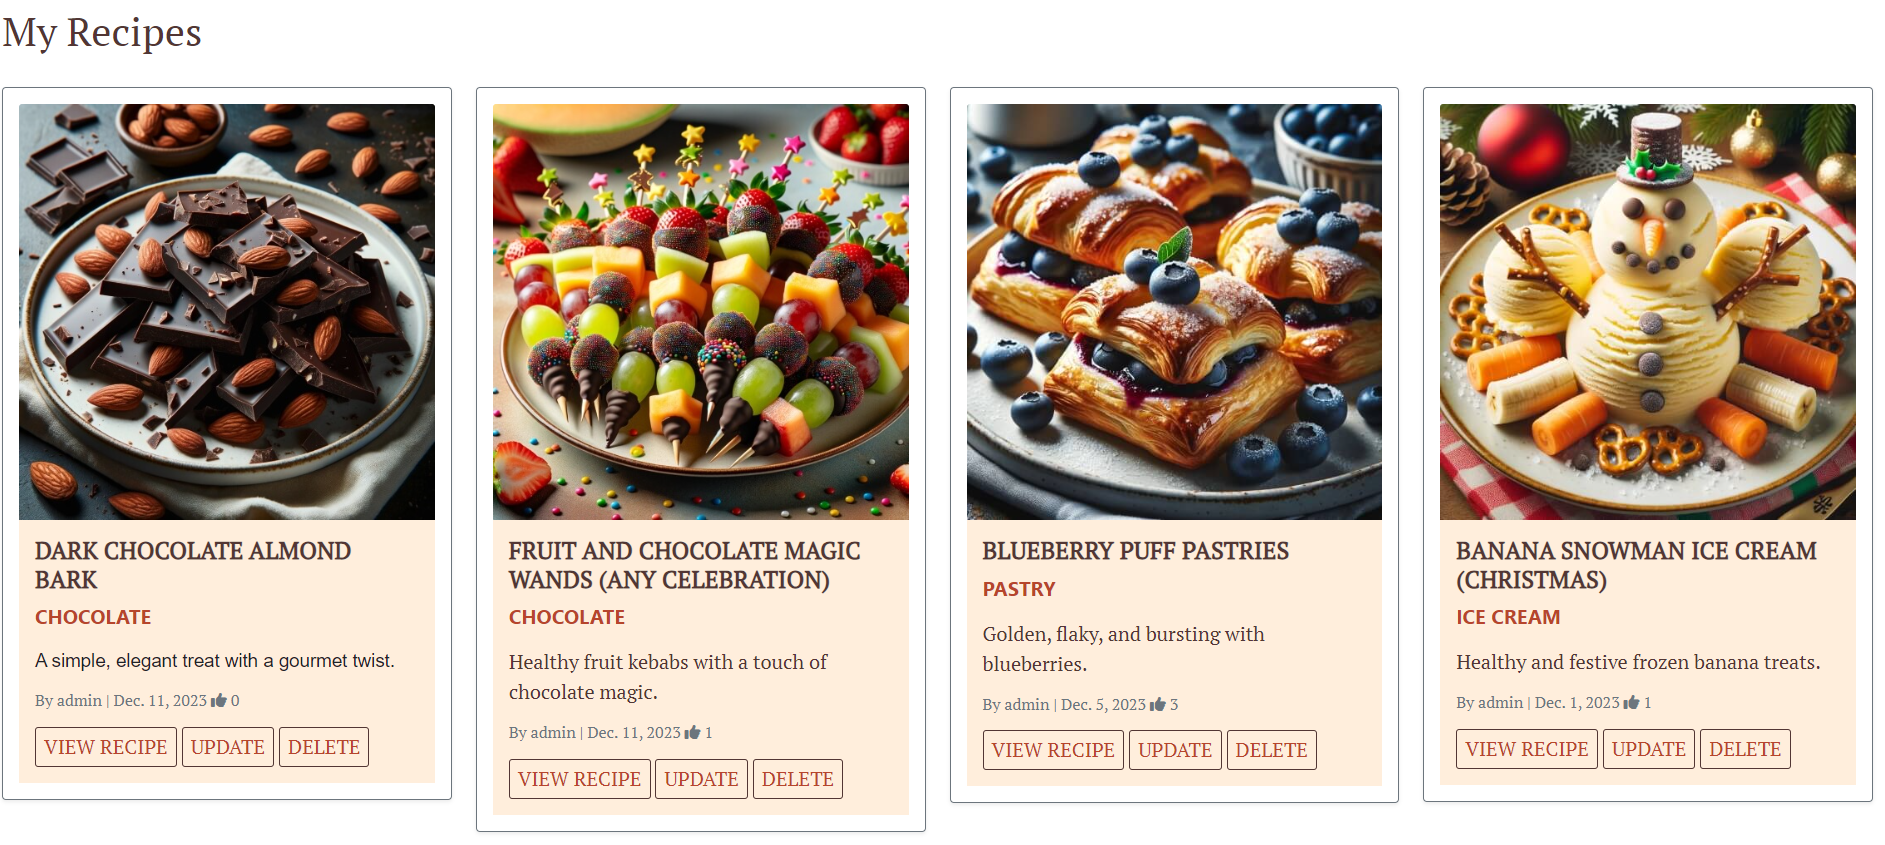 My Recipes
DARK CHOCOLATE ALMOND
BARK
CHOCOLATE
A simple, elegant treat with a gourmet twist.
By admin | Dec. 11, 2023 0
VIEW RECIPE UPDATE DELETE
FRUIT AND CHOCOLATE MAGIC
WANDS (ANY CELEBRATION)
CHOCOLATE
Healthy fruit kebabs with a touch of
chocolate magic.
By admin | Dec. 11, 2023 1
VIEW RECIPE UPDATE DELETE
BLUEBERRY PUFF PASTRIES
PASTRY
Golden, flaky, and bursting with
blueberries.
By admin | Dec. 5, 2023 3
VIEW RECIPE UPDATE DELETE
BANANA SNOWMAN ICE CREAM
(CHRISTMAS)
ICE CREAM
Healthy and festive frozen banana treats.
By admin | Dec. 1, 2023 1
VIEW RECIPE UPDATE DELETE